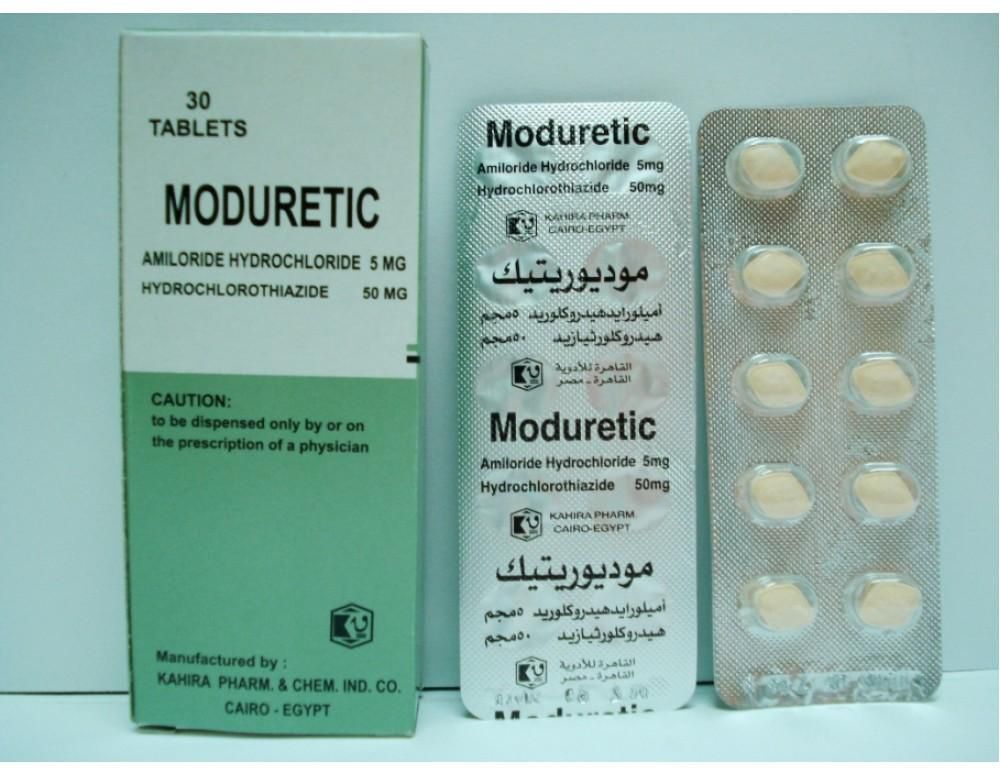 30
TABLETS
MODURETIC
AMILORIDE HYDROCHLORIDE 5 MG
HYDROCHLOROTHIAZIDE 50 MG
CAUTION:
to be dispensed only by or on
the prescription of a physician
Manufactured by :
KAHIRA PHARM. & CHEM. IND. CO.
CAIRO - EGYPT
Moduretic
Amiloride Hydrochloride 5mg
Hydrochlorothiazide 50mg
KAHIRA PHARM.
CAIRO-EGYPT
موديوريتيك
أميلورايدهيدروكلوريد ٥مجم
هيدروكلورثيازيد ٥٠مجم
القاهرة للأدوية
القاهرة - مصر
Moduretic
Amiloride Hydrochloride 5mg
Hydrochlorothiazide 50mg
KAHIRA PHARM.
CAIRO-EGYPT
موديوريتيك
أميلورايدهيدروكلوريد ٥مجم
هيدروكلورثيازيد ٥٠مجم
القاهرة للأدوية
القاهرة - مصر
Moduretic